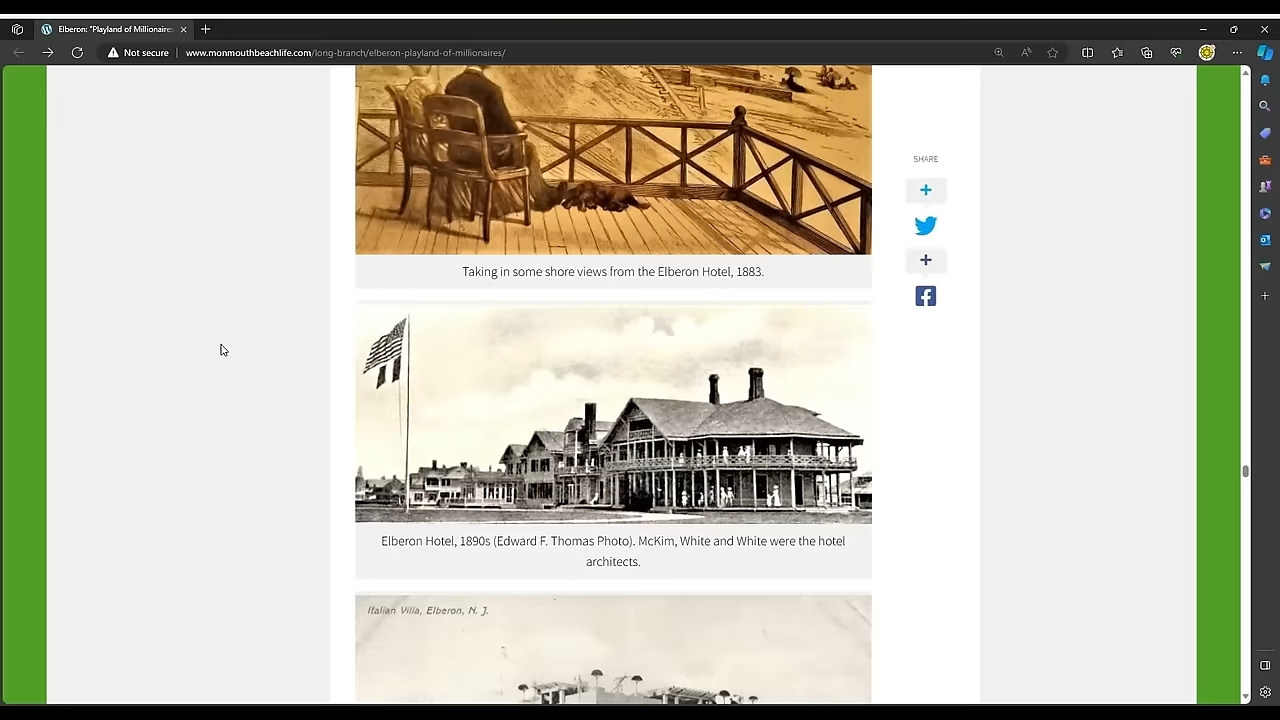 Elberon: "Playland of Millionaires
Not secure
www.monmouthbeachlife.com/long-branch/elberon-playland-of-millionaires/
SHARE
Taking in some shore views from the Elberon Hotel, 1883.
Elberon Hotel, 1890s (Edward F. Thomas Photo). McKim, White and White were the hotel
architects.
Italian Villa, Elberon, N. J.